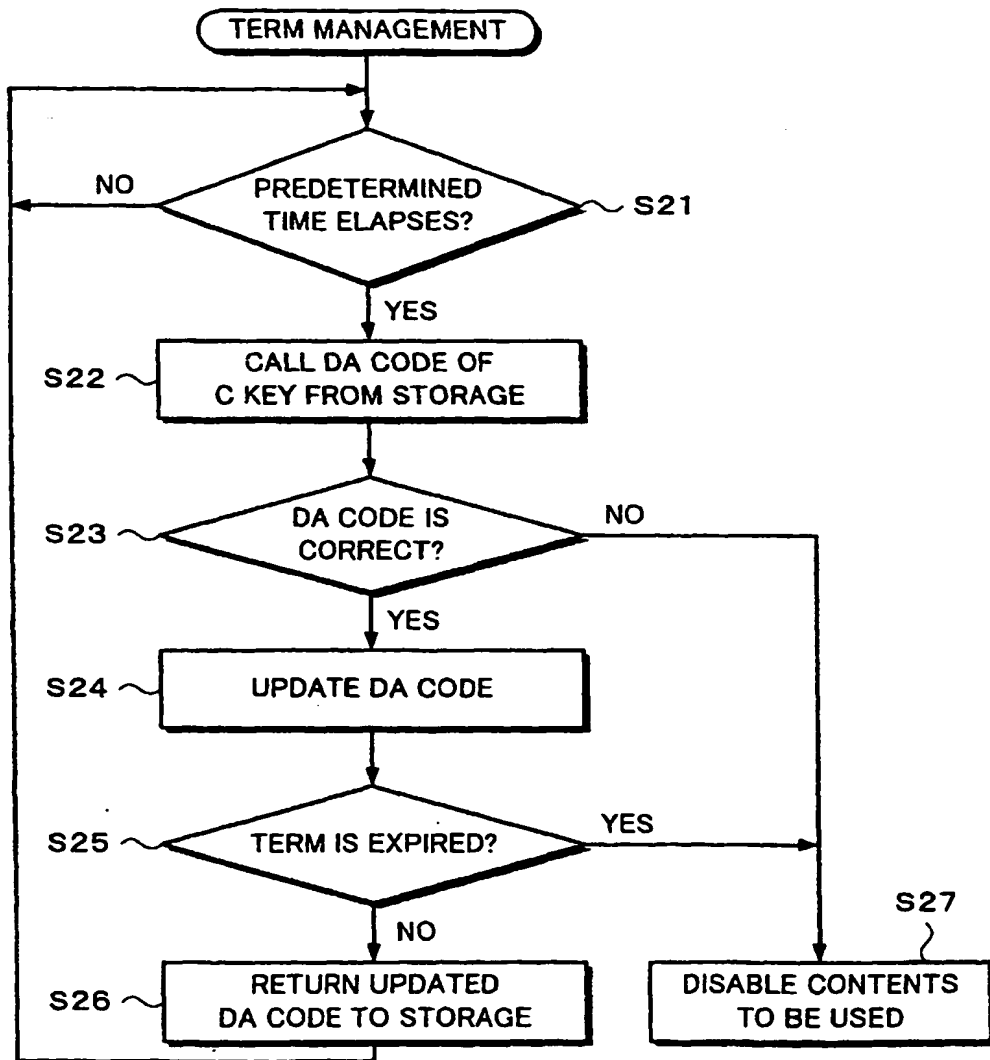 TERM MANAGEMENT
NO
PREDETERMINED
TIME ELAPSES?
S21
YES
S22
CALL DA CODE OF
C KEY FROM STORAGE
S23
DA CODE IS
CORRECT?
NO
YES
S24
UPDATE DA CODE
S25
TERM IS EXPIRED?
YES
NO
S27
S26
RETURN UPDATED
DA CODE TO STORAGE
DISABLE CONTENTS
TO BE USED